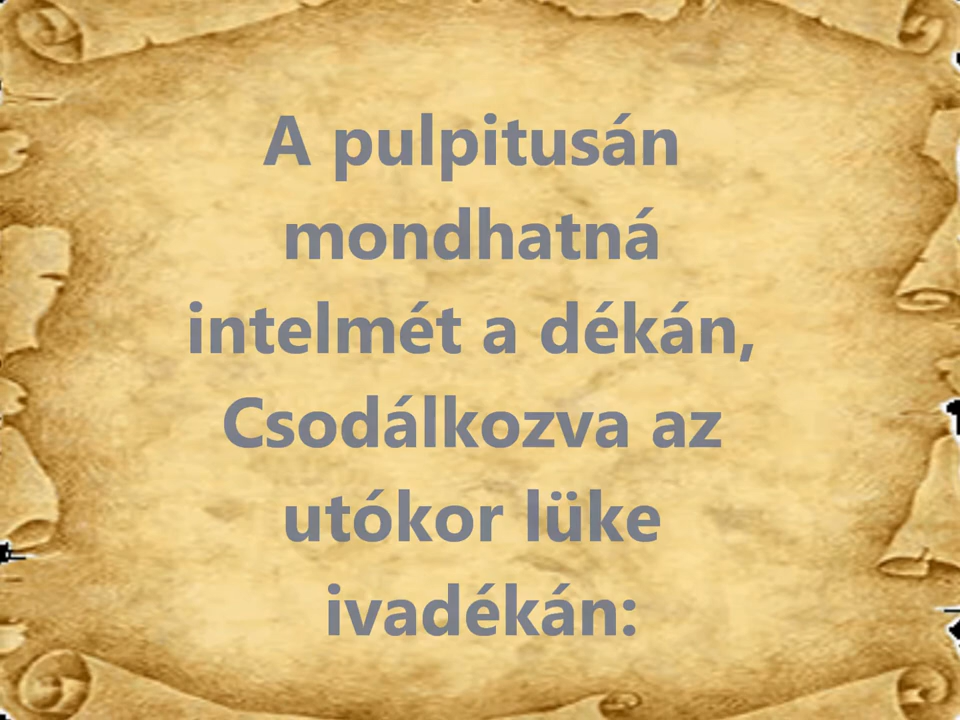 A pulpitusán
mondhatná
intelmét a dékán,
Csodálkozva az
utókor lüke
ivadékán: